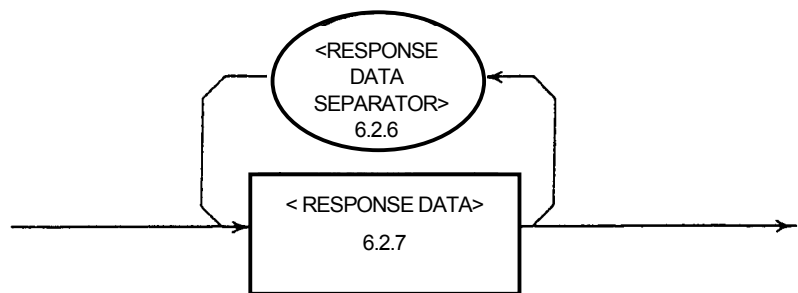 <RESPONSE
DATA
SEPARATOR>
6.2.6
< RESPONSE DATA>
6.2.7